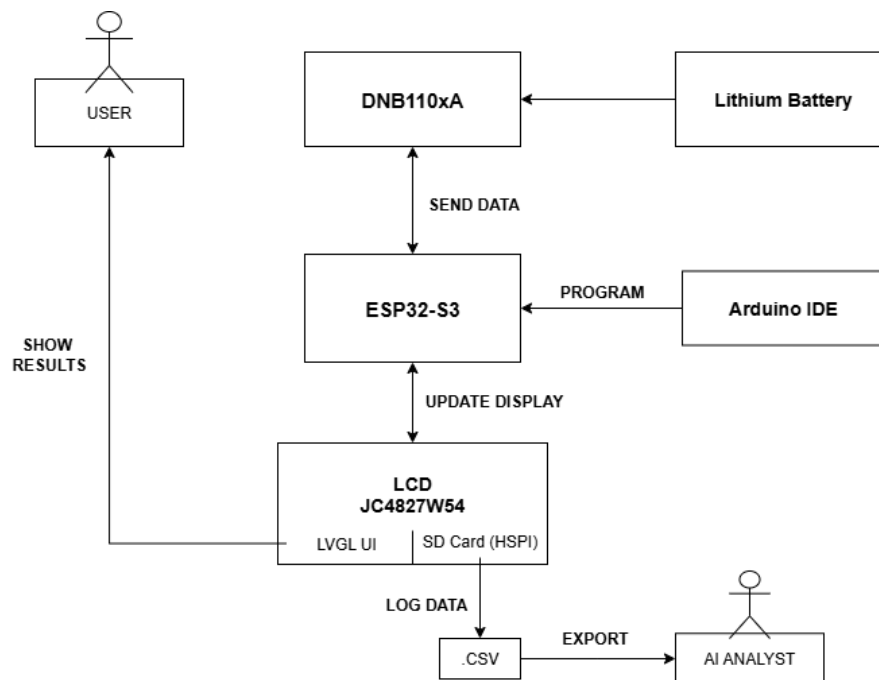 USER
DNB110xA
Lithium Battery
SEND DATA
ESP32-S3
PROGRAM
Arduino IDE
SHOW
RESULTS
UPDATE DISPLAY
LCD
JC4827W54
LVGL UI
SD Card (HSPI)
LOG DATA
.CSV
EXPORT
AI ANALYST